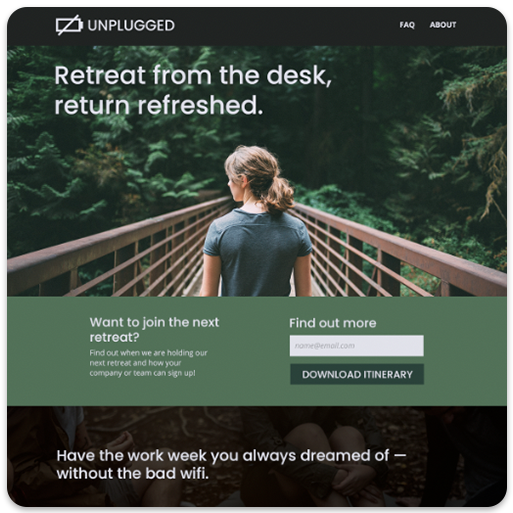 UNPLUGGED
FAQ ABOUT
Retreat from the desk,
return refreshed.
Want to join the next
retreat?
Find out when we are holding our
next retreat and how your
company or team can sign up!
Find out more
name@email.com
DOWNLOAD ITINERARY
Have the work week you always dreamed of —
without the bad wifi.